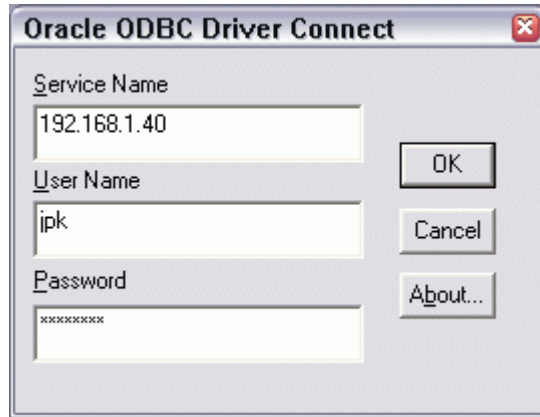 Oracle ODBC Driver Connect
Service Name
192.168.1.40
OK
User Name
jpk
Cancel
Password
About...
********